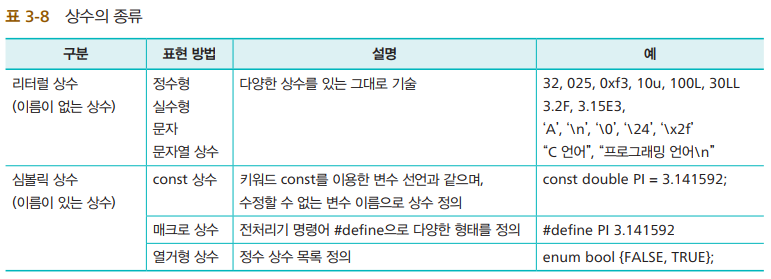 표 3-8 상수의 종류
구분 표현 방법 설명 예
리터럴 상수 정수형 다양한 상수를 있는 그대로 기술 32, 025, 0xf3, 10u, 100L, 30LL
(이름이 없는 상수) 실수형 3.2F, 3.15E3,
문자 ‘A’, ‘\n’, ‘\0’, ‘\24’, ‘\x2f’
문자열 상수 “C 언어”, “프로그래밍 언어\n”
심볼릭 상수 const 상수 키워드 const를 이용한 변수 선언과 같으며, const double PI = 3.141592;
(이름이 있는 상수) 수정할 수 없는 변수 이름으로 상수 정의
매크로 상수 전처리기 명령어 #define으로 다양한 형태를 정의 #define PI 3.141592
열거형 상수 정수 상수 목록 정의 enum bool {FALSE, TRUE};